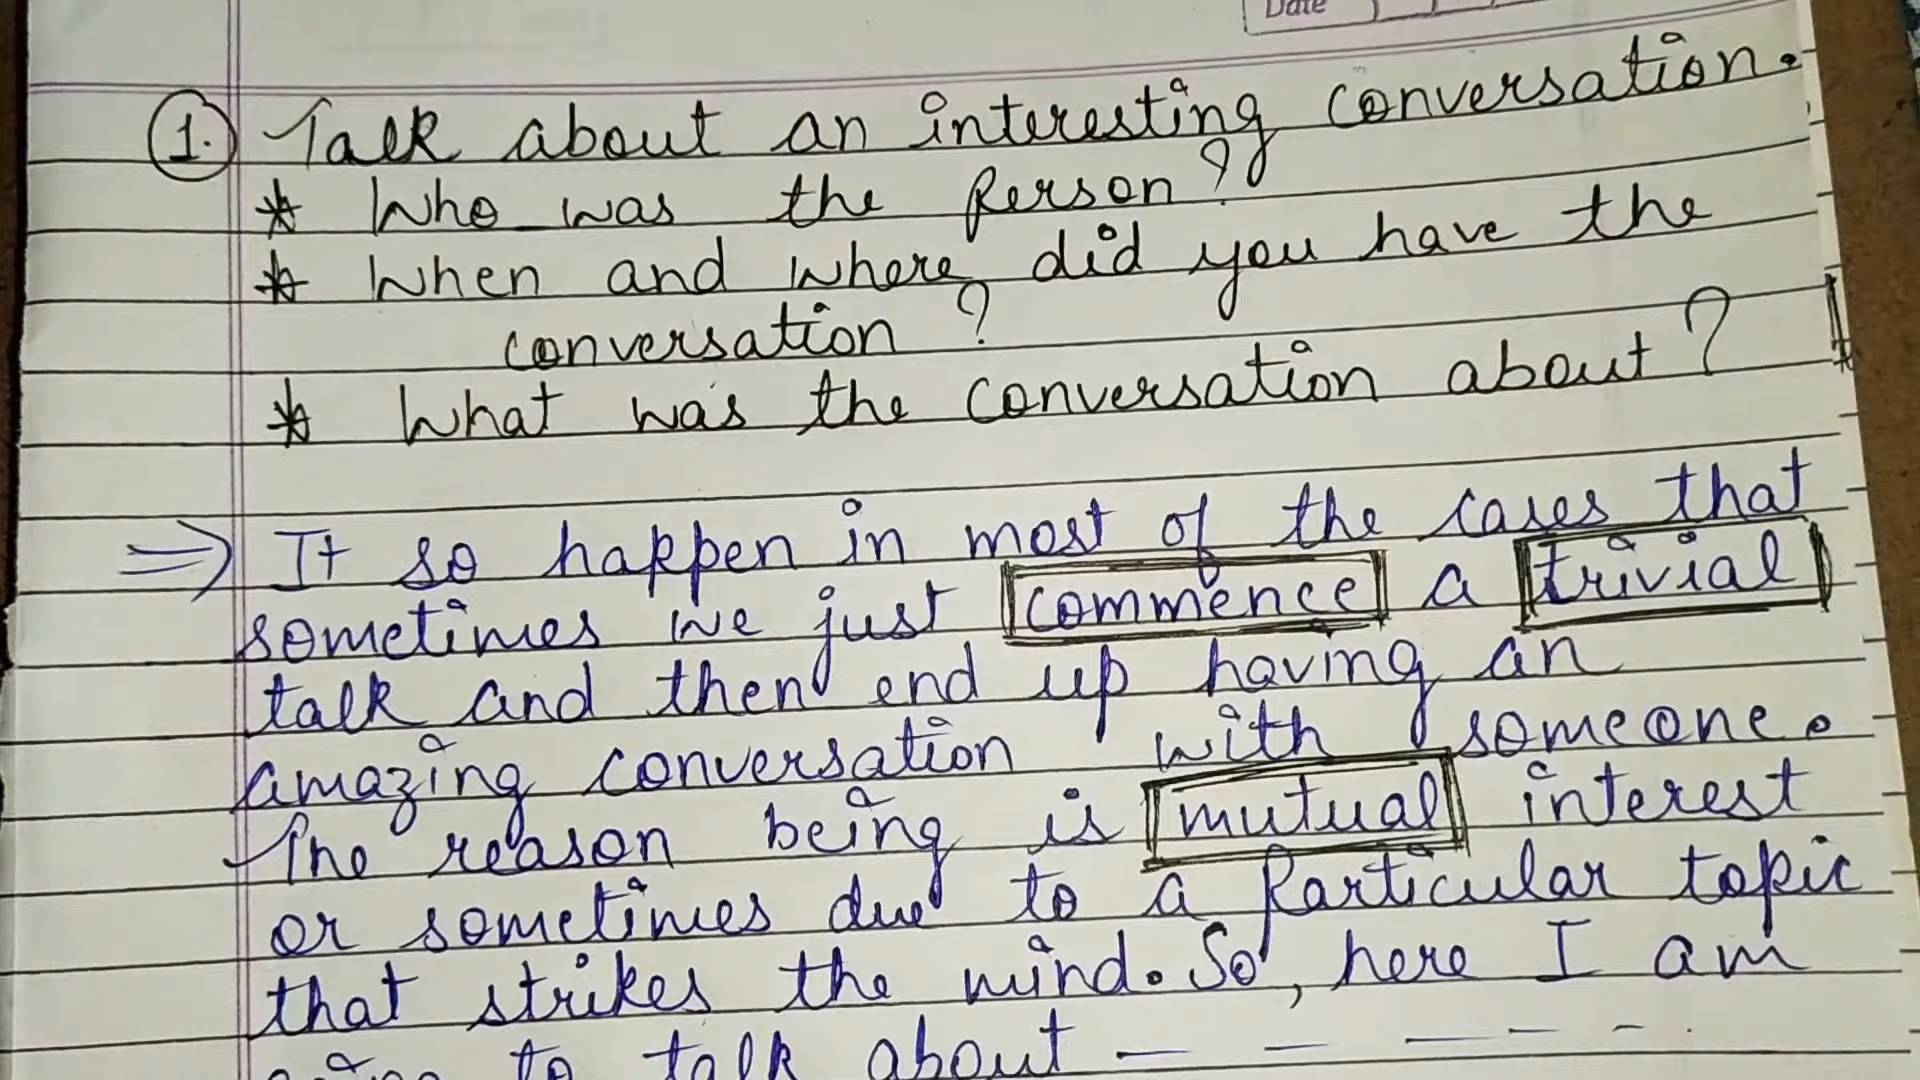 Date
1. Talk about an interesting conversation.
* Who was the Person?
* When and where did you have the
conversation?
* What was the conversation about?
⇒ It so happen in most of the cases that
sometimes we just commence a trivial
talk and then end up having an
amazing conversation with someone.
The reason being is mutual interest
or sometimes due to a Particular topic
that strikes the mind. So, here I am
going to talk about — — — – .